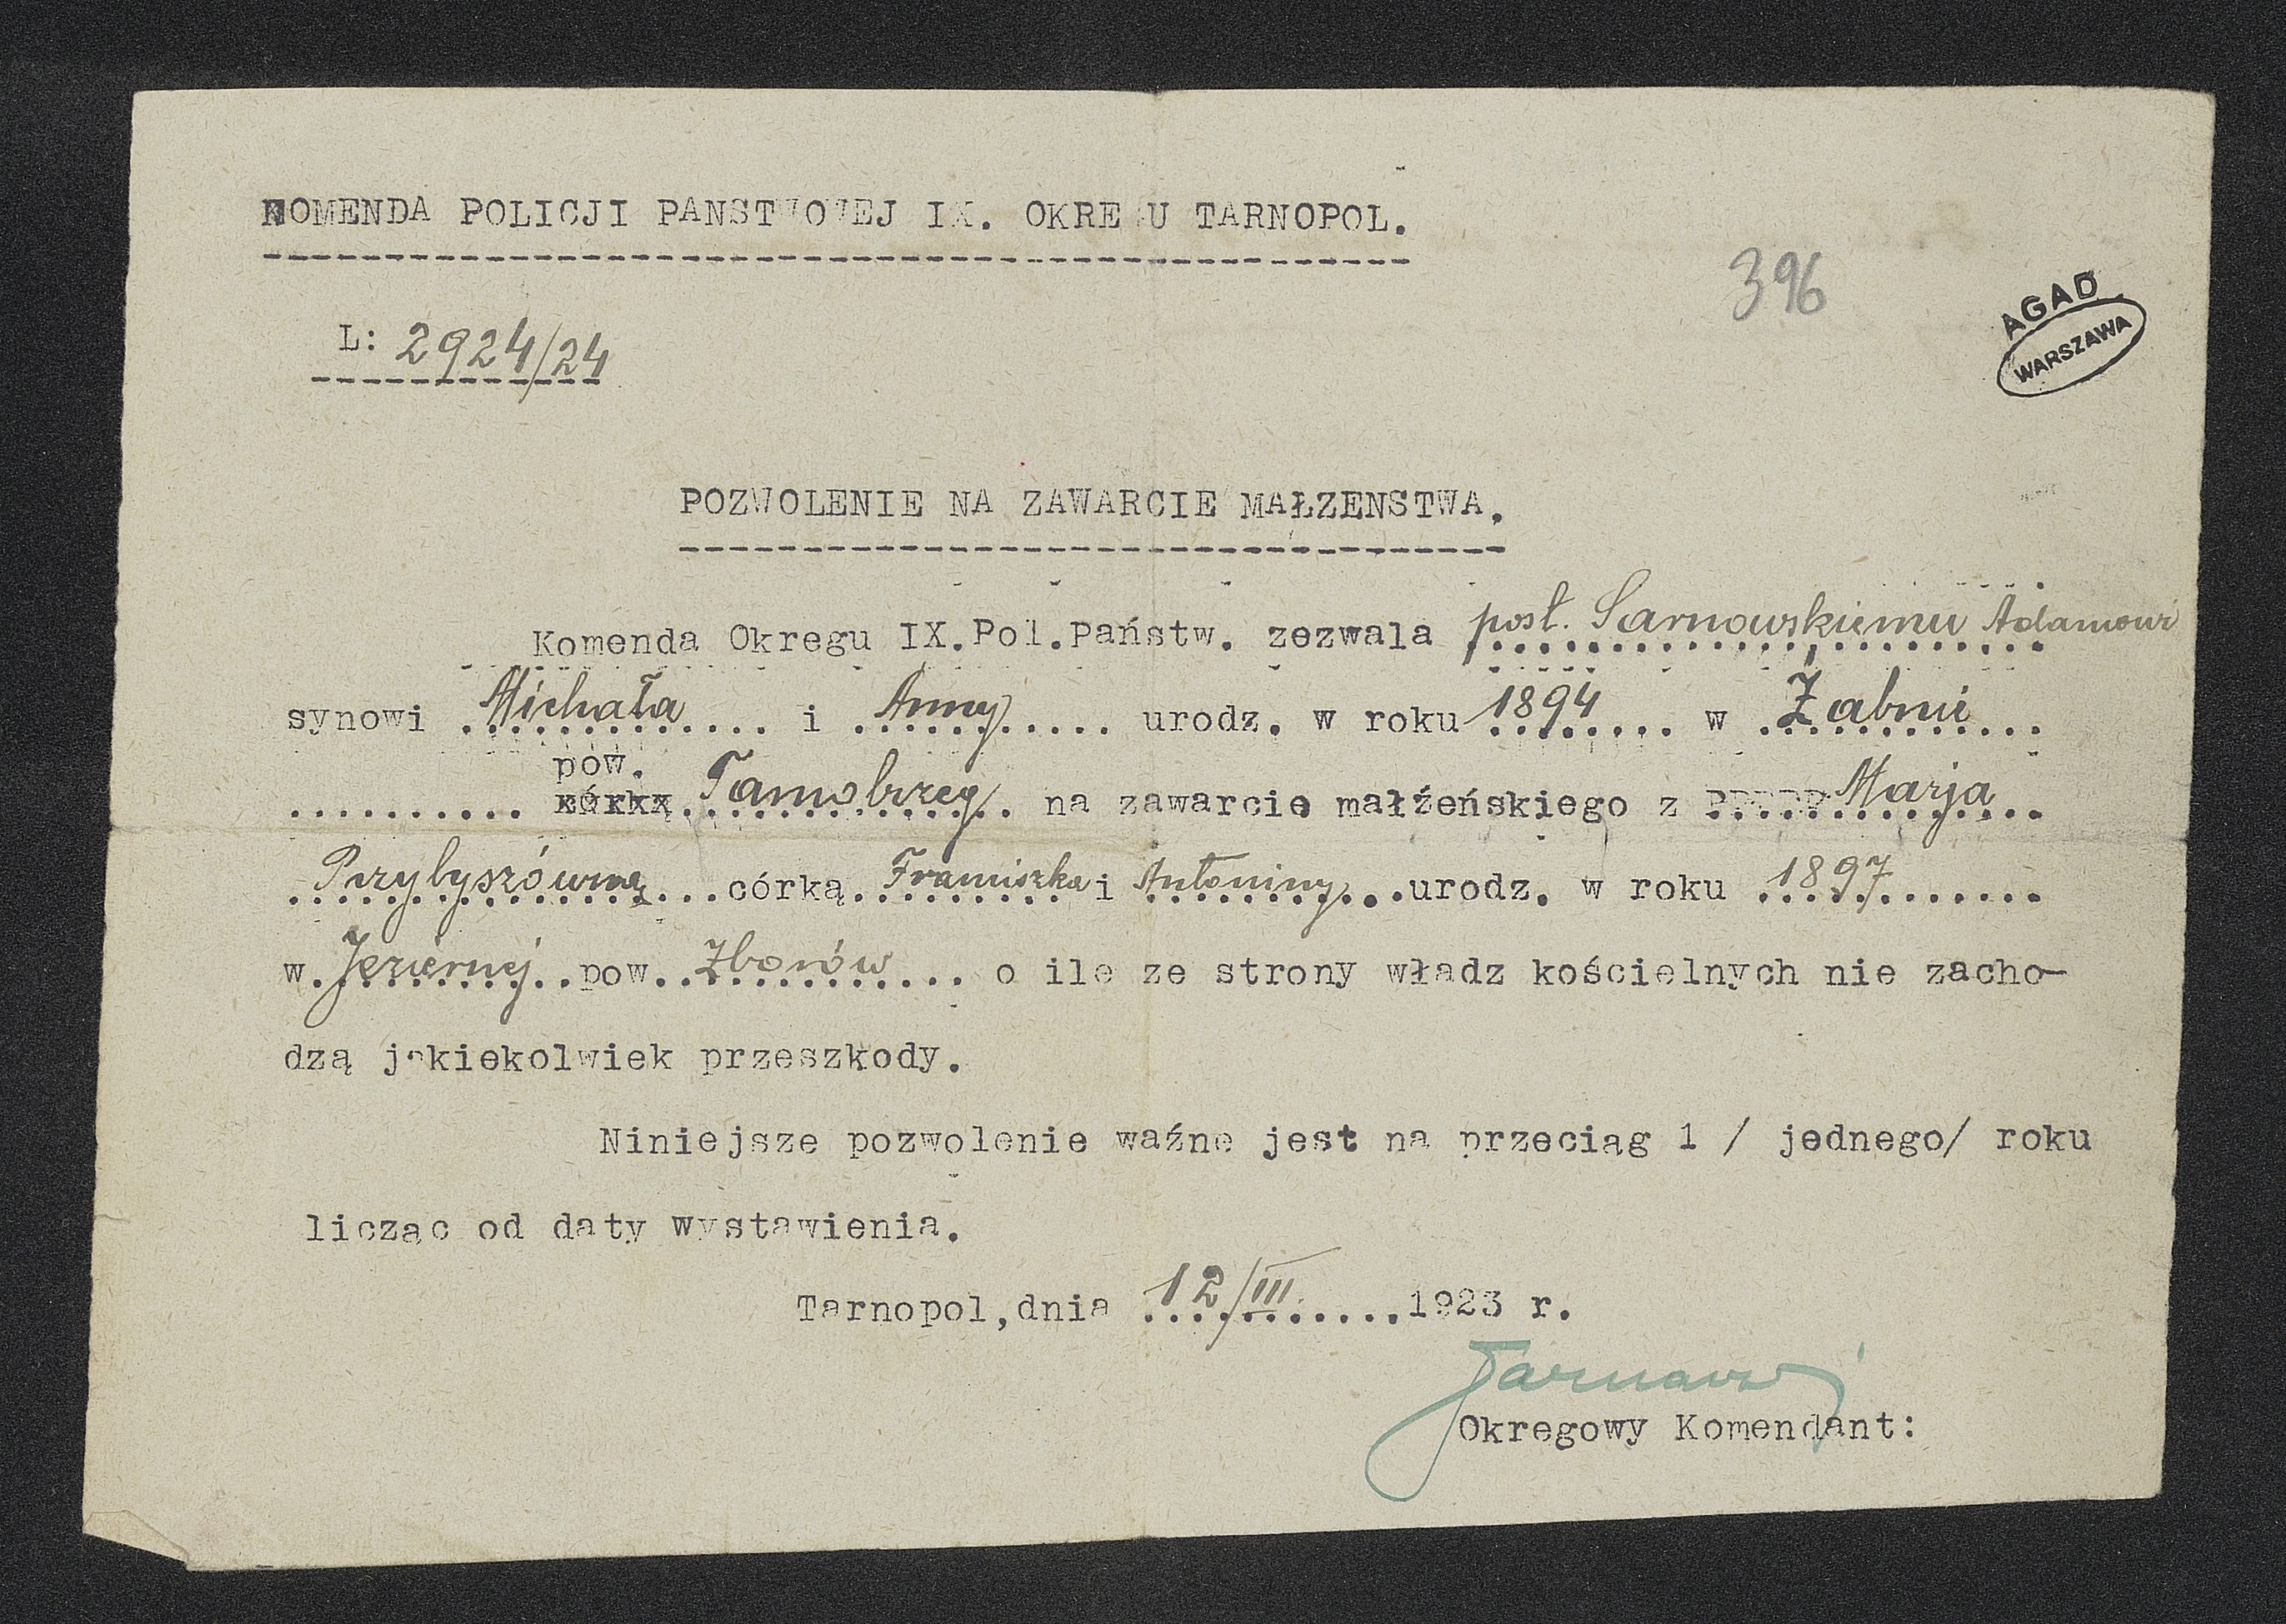 KOMENDA POLICJI PANSTWOWEJ IX. OKREGU TARNOPOL.
396
AGAD
WARSZAWA
L: 2924/24
POZWOLENIE NA ZAWARCIE MAŁZENSTWA.
Komenda Okregu IX.Pol.Państw. zezwala post. Sarnowskiemu Adamowi
synowi Michała i Anny urodz. w roku 1894 w Żabnie
pow.
córką Tarnobrzeg na zawarcie małżeńskiego z Marja
Przybyszówną córką Franciszka i Antoniny urodz. w roku 1897
w Jeziernej pow. Zborów o ile ze strony władz kościelnych nie zacho-
dzą jakiekolwiek przeszkody.
Niniejsze pozwolenie ważne jest na przeciąg 1 / jednego/ roku
licząc od daty wystawienia.
Tarnopol,dnia 12/III 1923 r.
Okregowy Komendant: